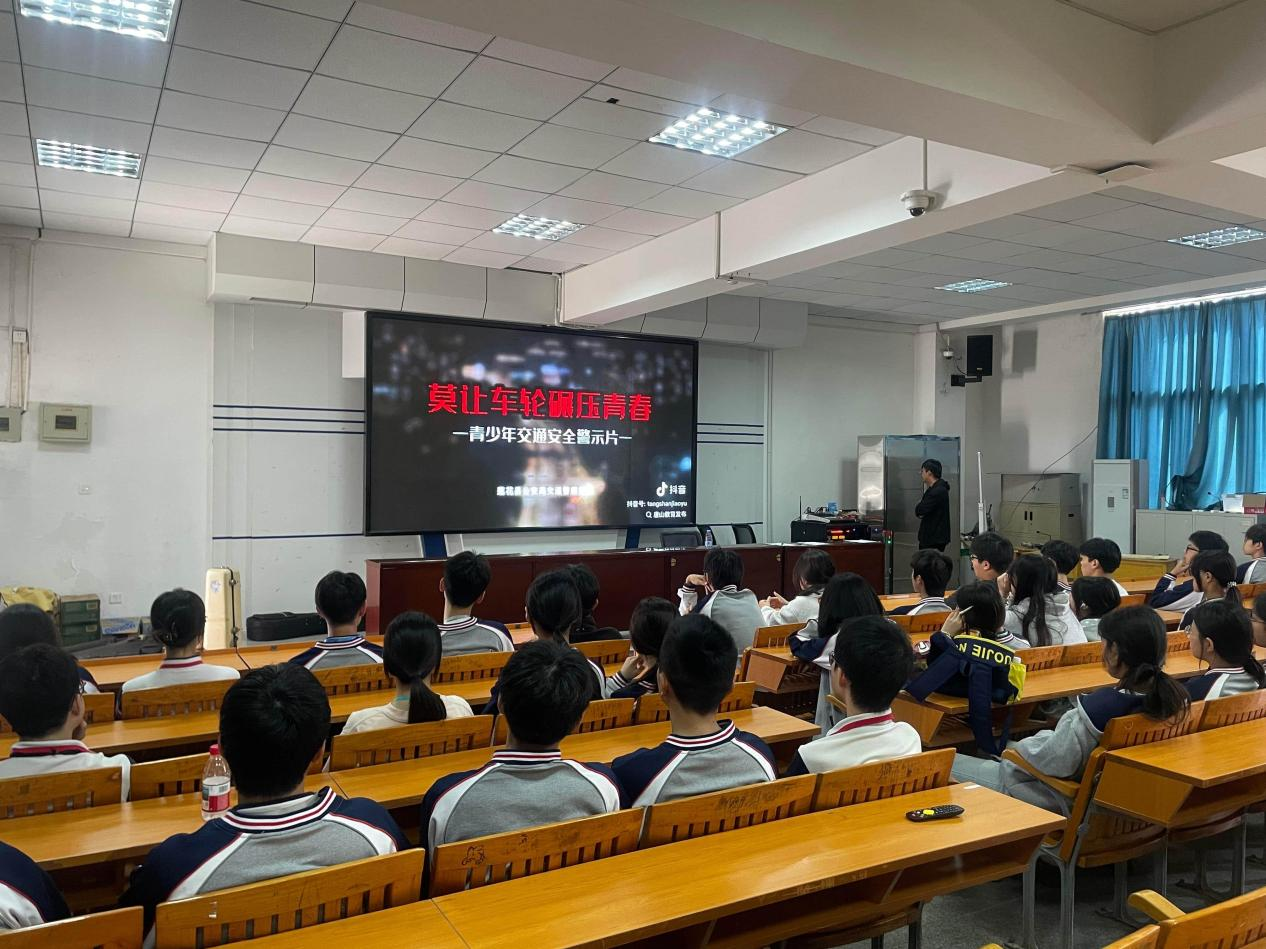 莫让车轮碾压青春
—青少年交通安全警示片—
抖音
抖音号: tangshanjiaoyu
唐山教育发布
UOJIE N